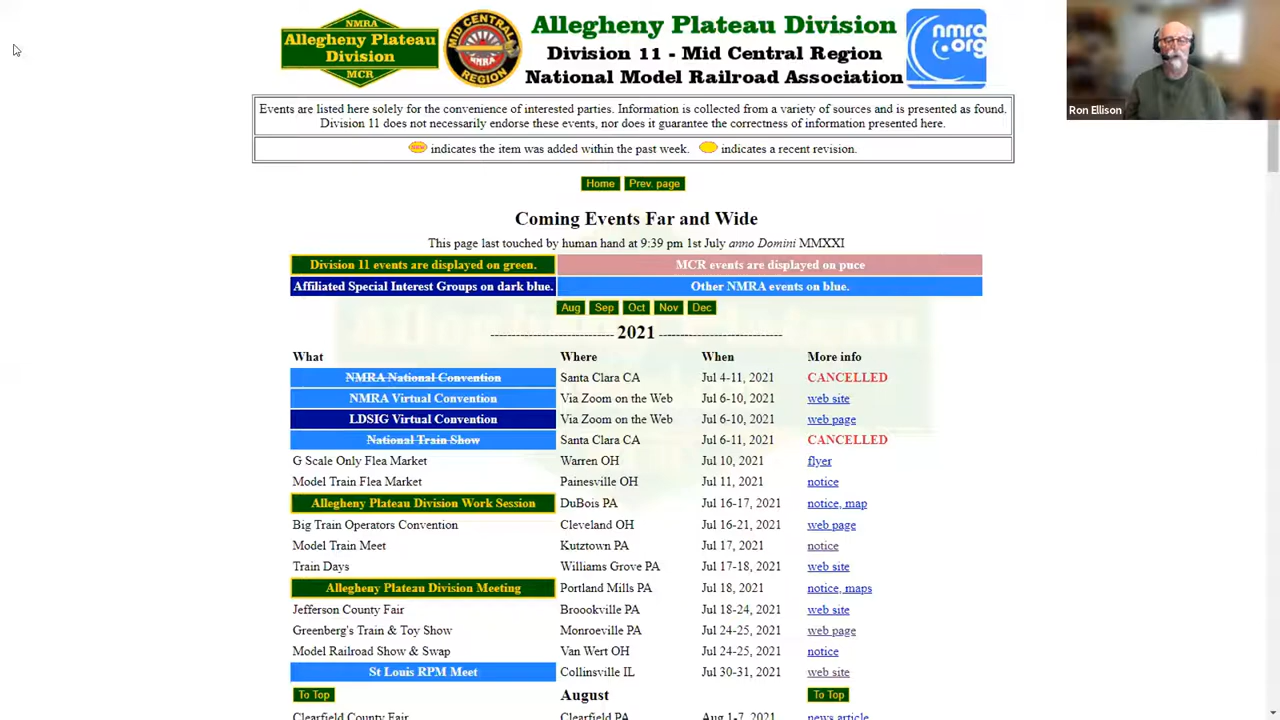 NMRA
Allegheny Plateau
Division
MCR
MID CENTRAL
NMRA
REGION
Allegheny Plateau Division
Division 11 - Mid Central Region
National Model Railroad Association
nmra
.org
Ron Ellison
Events are listed here solely for the convenience of interested parties. Information is collected from a variety of sources and is presented as found.
Division 11 does not necessarily endorse these events, nor does it guarantee the correctness of information presented here.
NEW indicates the item was added within the past week. indicates a recent revision.
Home Prev. page
Coming Events Far and Wide
This page last touched by human hand at 9:39 pm 1st July anno Domini MMXXI
Division 11 events are displayed on green. MCR events are displayed on puce
Affiliated Special Interest Groups on dark blue. Other NMRA events on blue.
Aug Sep Oct Nov Dec
---------------------------- 2021 ----------------------------
What Where When More info
NMRA National Convention Santa Clara CA Jul 4-11, 2021 CANCELLED
NMRA Virtual Convention Via Zoom on the Web Jul 6-10, 2021 web site
LDSIG Virtual Convention Via Zoom on the Web Jul 6-10, 2021 web page
National Train Show Santa Clara CA Jul 6-11, 2021 CANCELLED
G Scale Only Flea Market Warren OH Jul 10, 2021 flyer
Model Train Flea Market Painesville OH Jul 11, 2021 notice
Allegheny Plateau Division Work Session DuBois PA Jul 16-17, 2021 notice, map
Big Train Operators Convention Cleveland OH Jul 16-21, 2021 web page
Model Train Meet Kutztown PA Jul 17, 2021 notice
Train Days Williams Grove PA Jul 17-18, 2021 web site
Allegheny Plateau Division Meeting Portland Mills PA Jul 18, 2021 notice, maps
Jefferson County Fair Broookville PA Jul 18-24, 2021 web site
Greenberg's Train & Toy Show Monroeville PA Jul 24-25, 2021 web page
Model Railroad Show & Swap Van Wert OH Jul 24-25, 2021 notice
St Louis RPM Meet Collinsville IL Jul 30-31, 2021 web site
To Top August To Top
Clearfield County Fair Clearfield PA Aug 1-7, 2021 news article